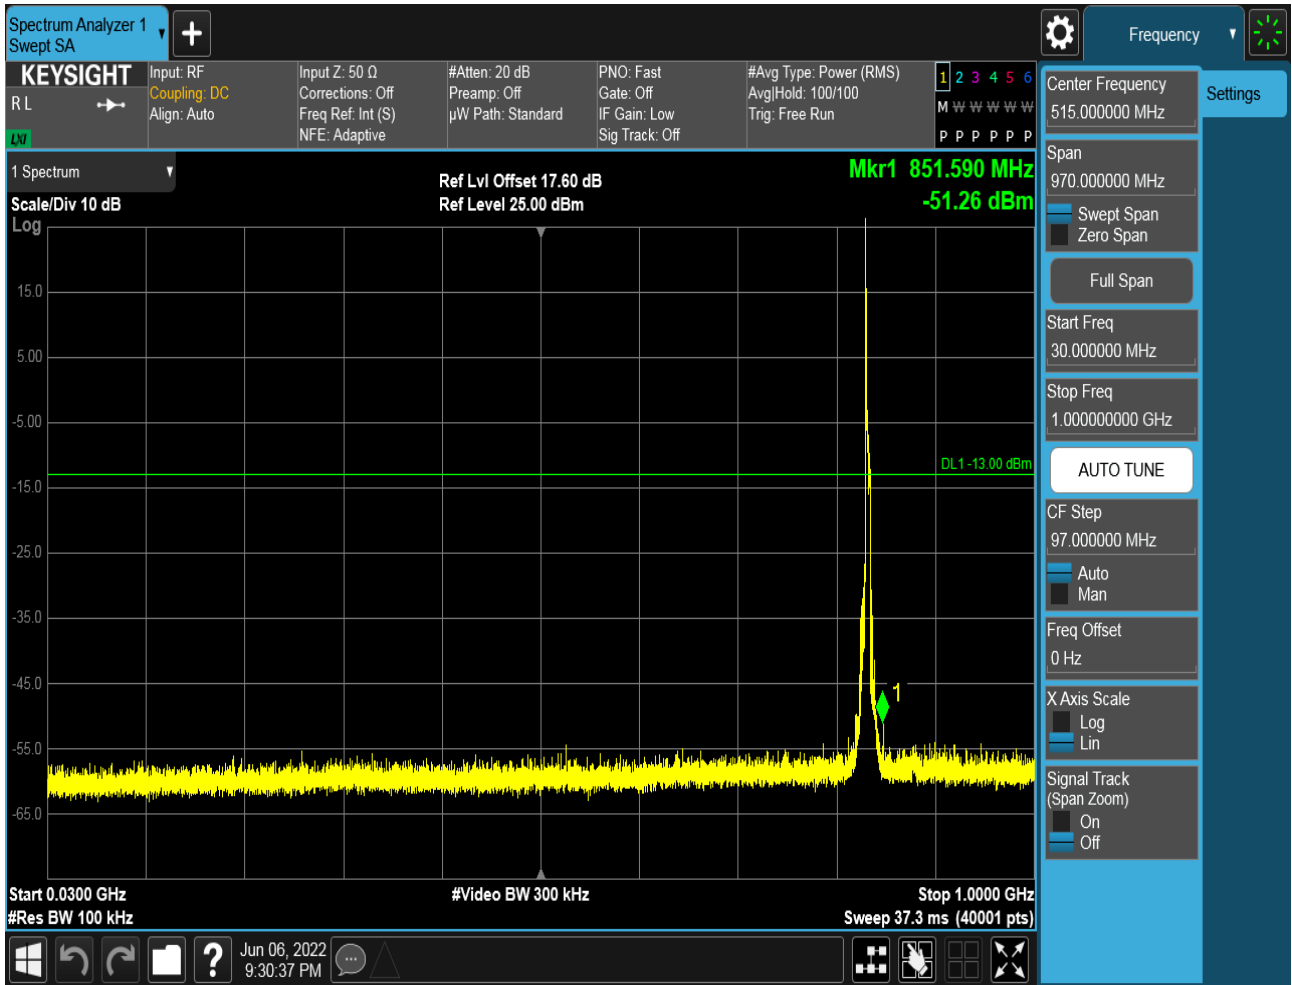 Spectrum Analyzer 1
Swept SA
Frequency
KEYSIGHT
R L
LXI
Input: RF
Coupling: DC
Align: Auto
Input Z: 50 Ω
Corrections: Off
Freq Ref: Int (S)
NFE: Adaptive
#Atten: 20 dB
Preamp: Off
µW Path: Standard
PNO: Fast
Gate: Off
IF Gain: Low
Sig Track: Off
#Avg Type: Power (RMS)
Avg|Hold: 100/100
Trig: Free Run
1 2 3 4 5 6
M W W W W W
P P P P P P
1 Spectrum
Scale/Div 10 dB
Log
Ref Lvl Offset 17.60 dB
Ref Level 25.00 dBm
Mkr1 851.590 MHz
-51.26 dBm
15.0
5.00
-5.00
-15.0
-25.0
-35.0
-45.0
-55.0
-65.0
DL1 -13.00 dBm
1
Start 0.0300 GHz
#Res BW 100 kHz
#Video BW 300 kHz
Stop 1.0000 GHz
Sweep 37.3 ms (40001 pts)
Center Frequency
515.000000 MHz
Span
970.000000 MHz
Swept Span
Zero Span
Full Span
Start Freq
30.000000 MHz
Stop Freq
1.000000000 GHz
AUTO TUNE
CF Step
97.000000 MHz
Auto
Man
Freq Offset
0 Hz
X Axis Scale
Log
Lin
Signal Track
(Span Zoom)
On
Off
Settings
?
Jun 06, 2022
9:30:37 PM